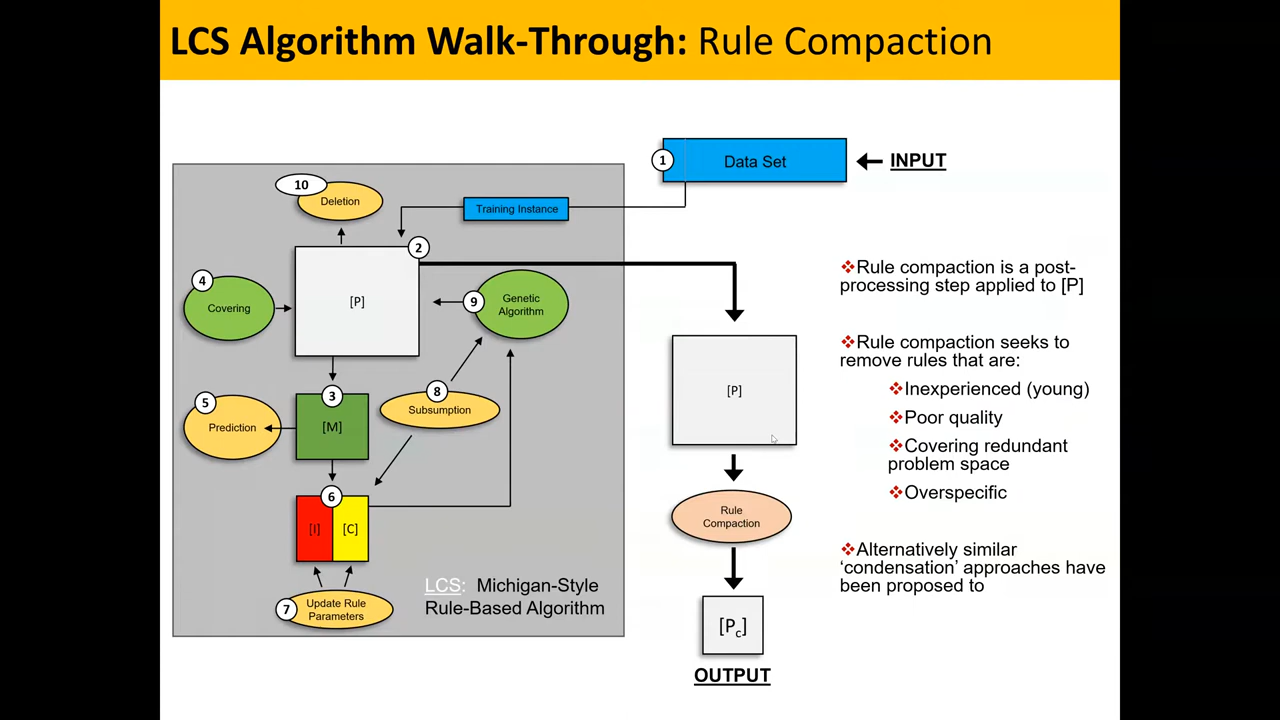 LCS Algorithm Walk-Through: Rule Compaction
1
Data Set
INPUT
10
Deletion
Training Instance
2
4
Covering
[P]
9
Genetic
Algorithm
3
5
Prediction
[M]
8
Subsumption
6
[I]
[C]
7
Update Rule
Parameters
LCS: Michigan-Style
Rule-Based Algorithm
[P]
Rule
Compaction
[Pc]
OUTPUT
❖Rule compaction is a post-
processing step applied to [P]
❖Rule compaction seeks to
remove rules that are:
❖Inexperienced (young)
❖Poor quality
❖Covering redundant
problem space
❖Overspecific
❖Alternatively similar
‘condensation’ approaches have
been proposed to